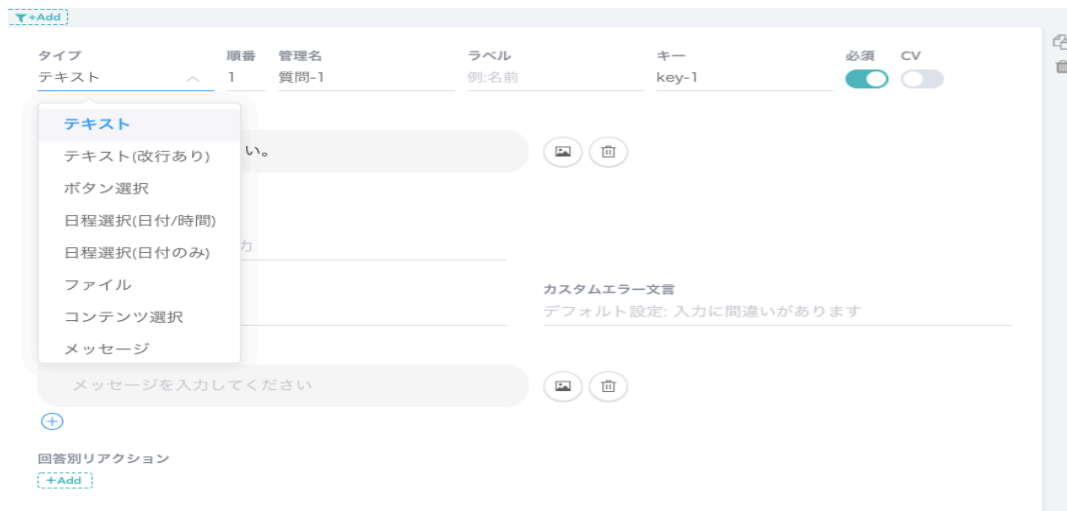 +Add
タイプ 順番 管理名 ラベル キー 必須 CV
テキスト 1 質問-1 例:名前 key-1
テキスト
テキスト(改行あり) い。
ボタン選択
日程選択(日付/時間)
日程選択(日付のみ) 力
ファイル カスタムエラー文言
コンテンツ選択 デフォルト設定: 入力に間違いがあります
メッセージ
メッセージを入力してください
回答別リアクション
+Add